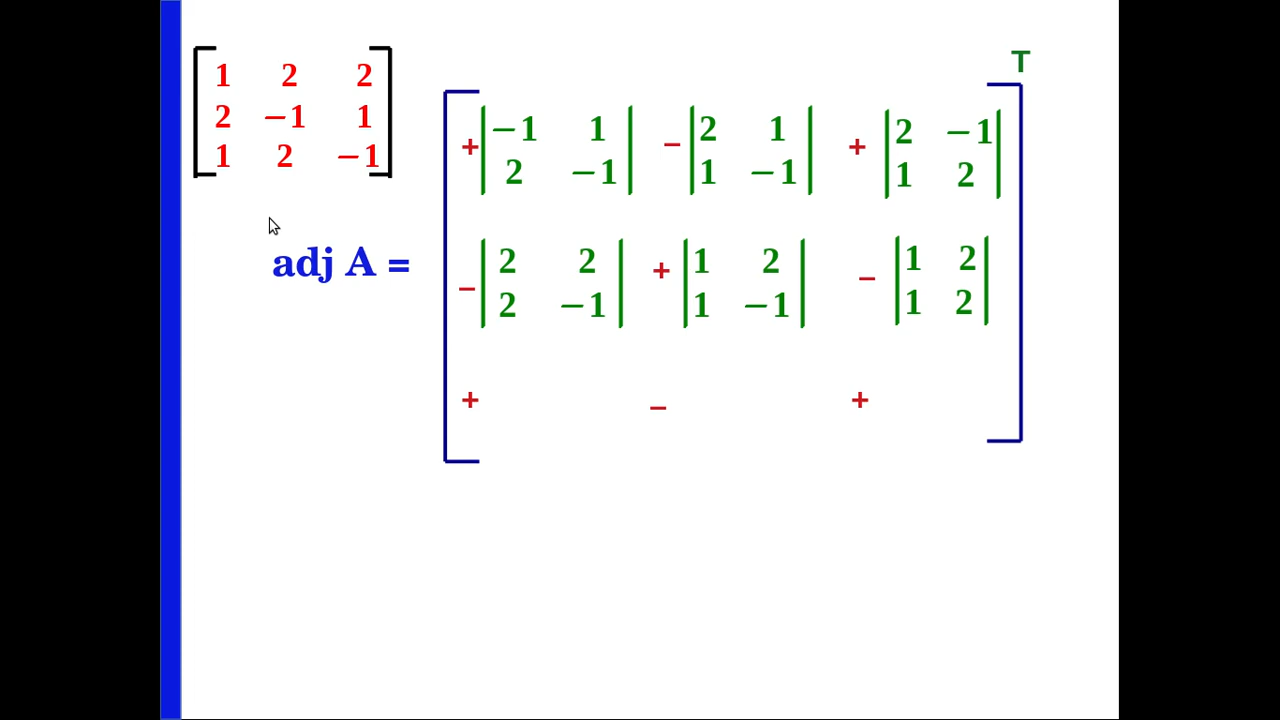 T
1 2 2
2 −1 1
1 2 −1
+ | −1 1 | − | 2 1 | + | 2 −1 |
| 2 −1 | | 1 −1 | | 1 2 |
adj A =
− | 2 2 | + | 1 2 | − | 1 2 |
| 2 −1 | | 1 −1 | | 1 2 |
+ − +